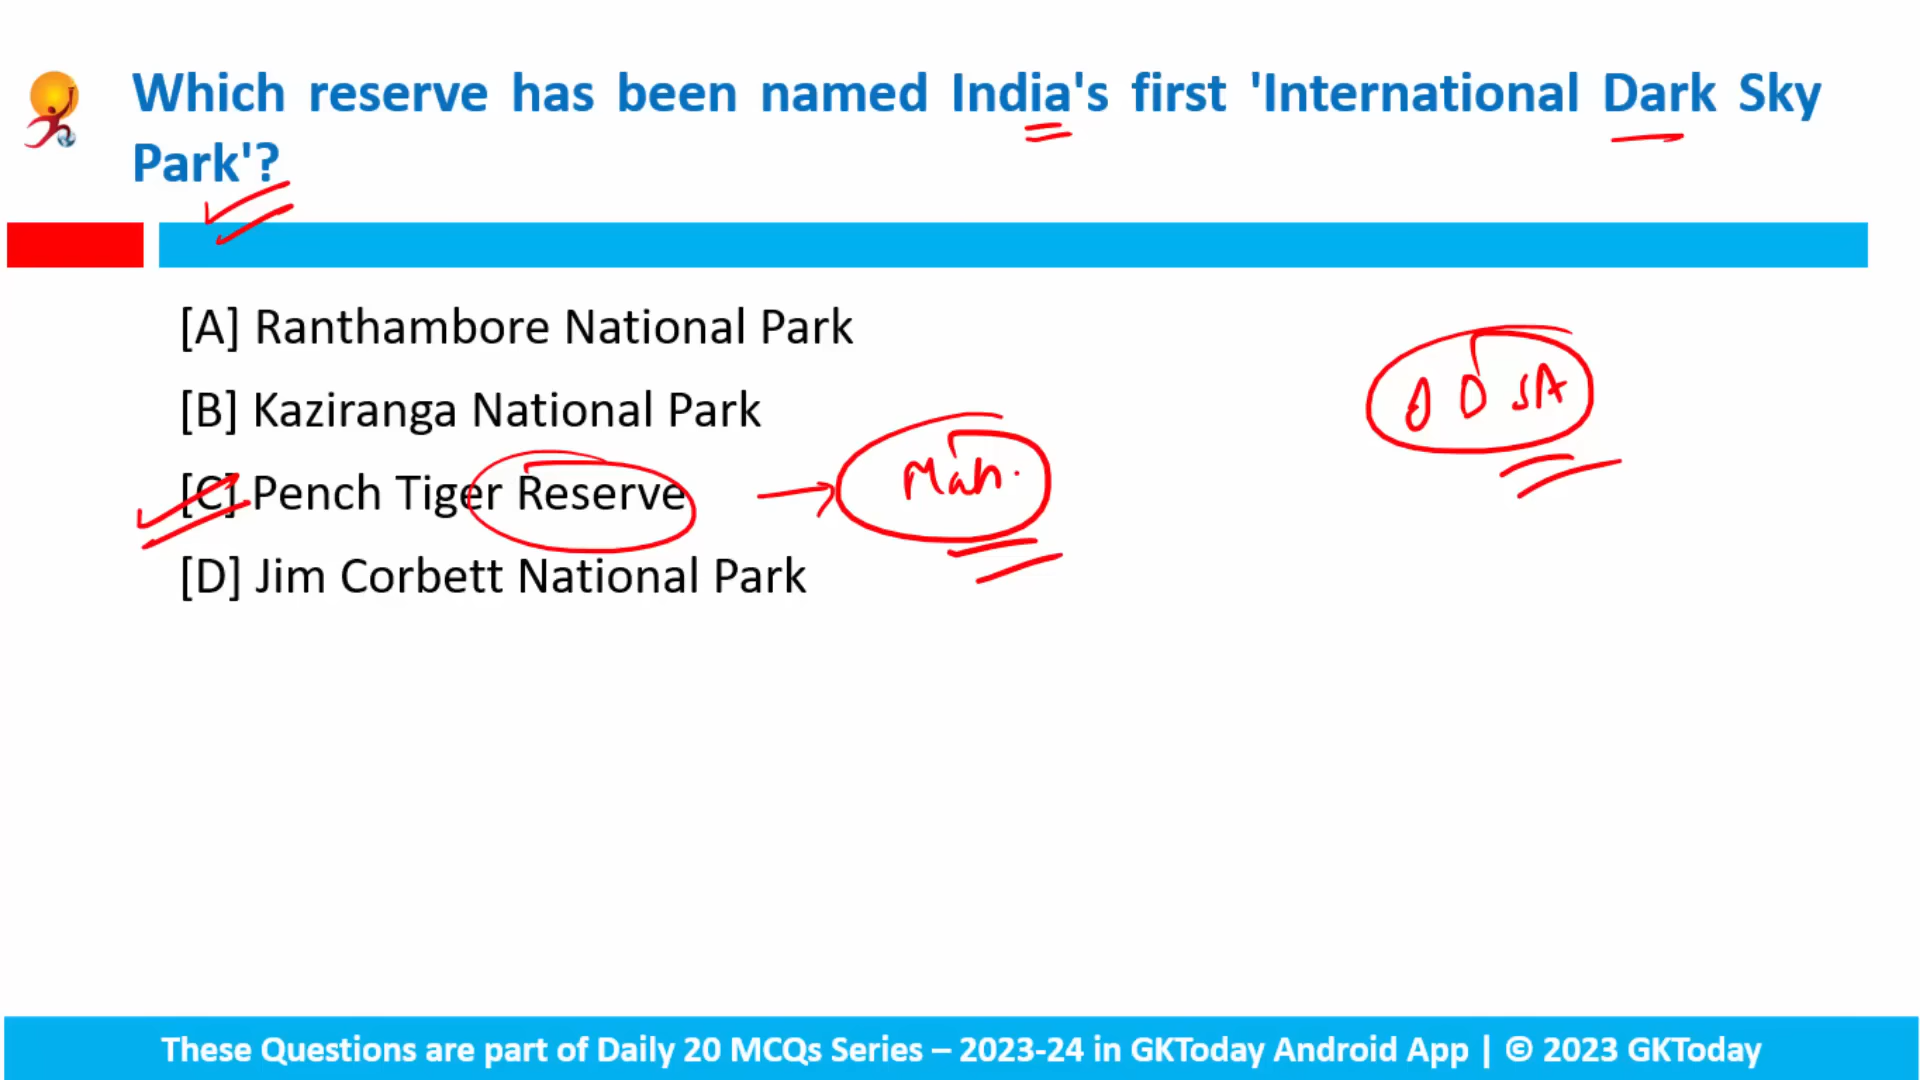 Which reserve has been named India's first 'International Dark Sky
Park'?
[A] Ranthambore National Park
[B] Kaziranga National Park
[C] Pench Tiger Reserve
[D] Jim Corbett National Park
Mah.
These Questions are part of Daily 20 MCQs Series – 2023-24 in GKToday Android App | © 2023 GKToday